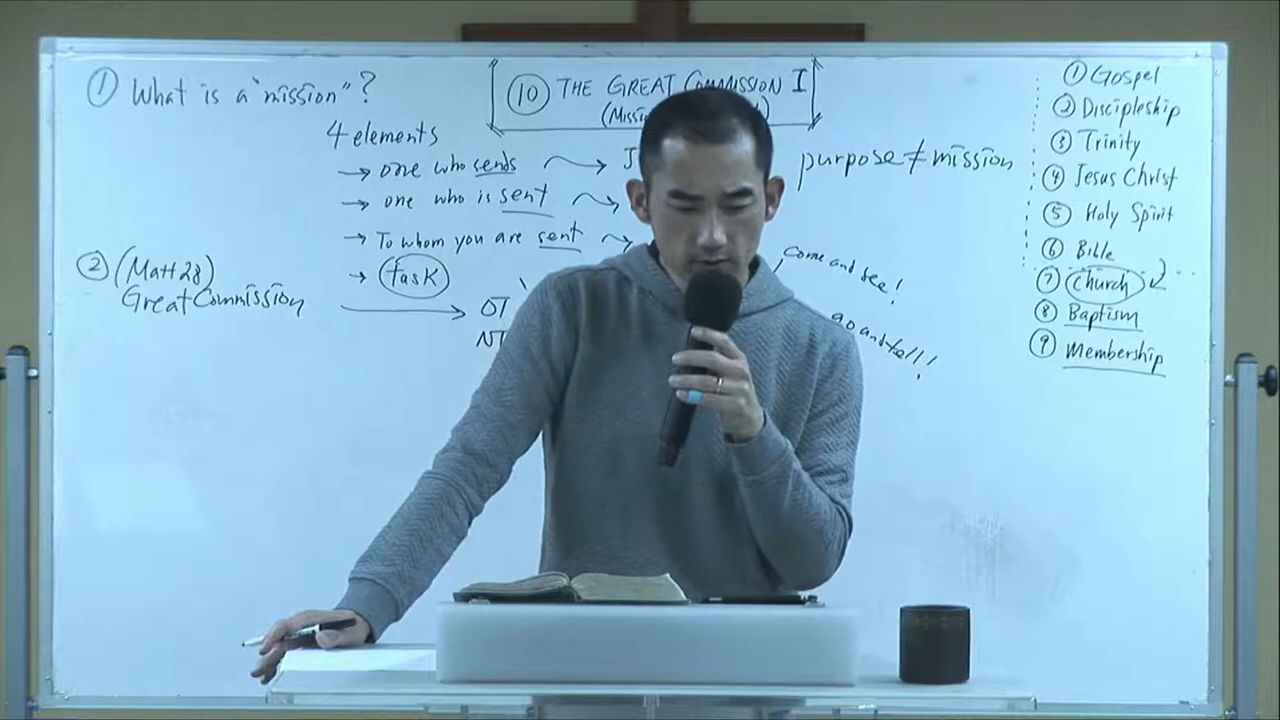 ① What is a "mission"?
⑩ THE GREAT COMMISSION I
4 elements
→ one who sends →
→ one who is sent →
→ To whom you are sent
→ task
purpose ≠ mission
② (Matt 28)
Great Commission → OT
NT
come and see!
go and tell!!
① Gospel
② Discipleship
③ Trinity
④ Jesus Christ
⑤ Holy Spirit
⑥ Bible
⑦ Church
⑧ Baptism
⑨ Membership